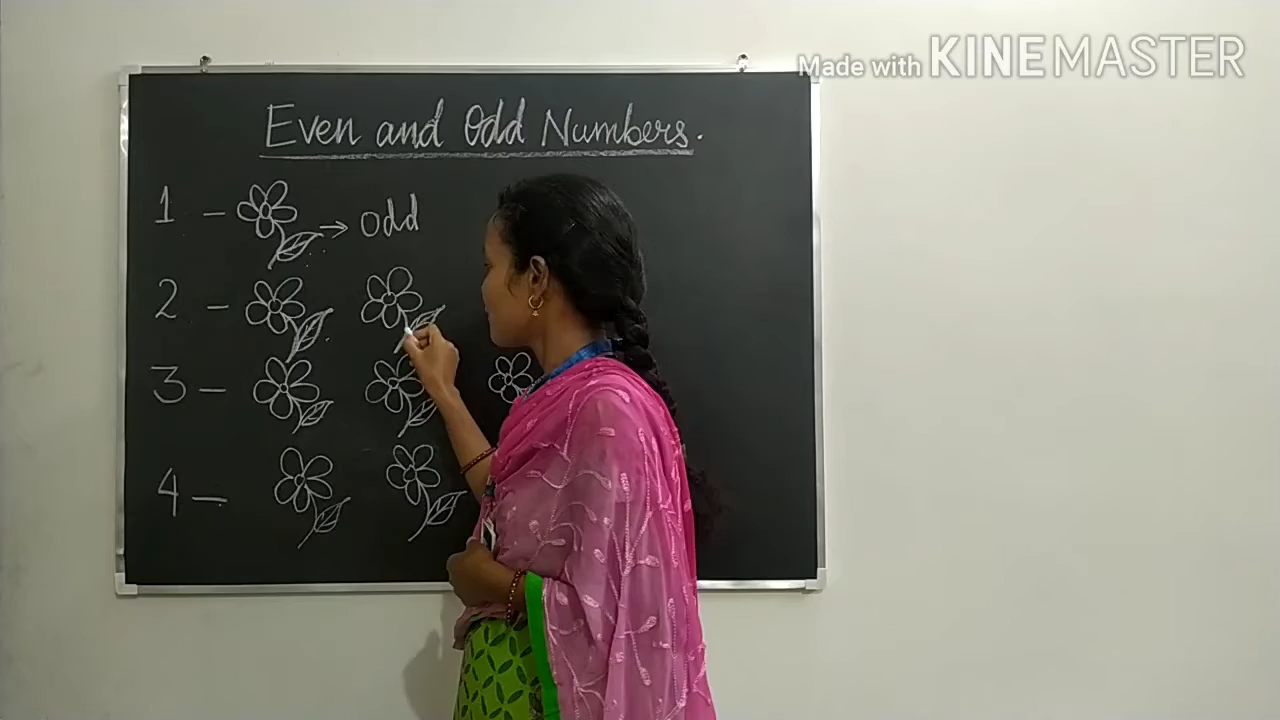 Made with KINEMASTER
Even and Odd Numbers.
1 - → Odd
2 -
3 -
4 -